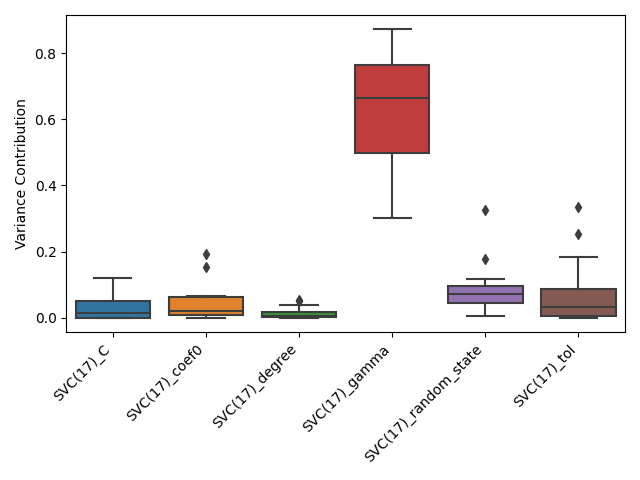 Variance Contribution
0.8
0.6
0.4
0.2
0.0
SVC(17)_C
SVC(17)_coef0
SVC(17)_degree
SVC(17)_gamma
SVC(17)_random_state
SVC(17)_tol